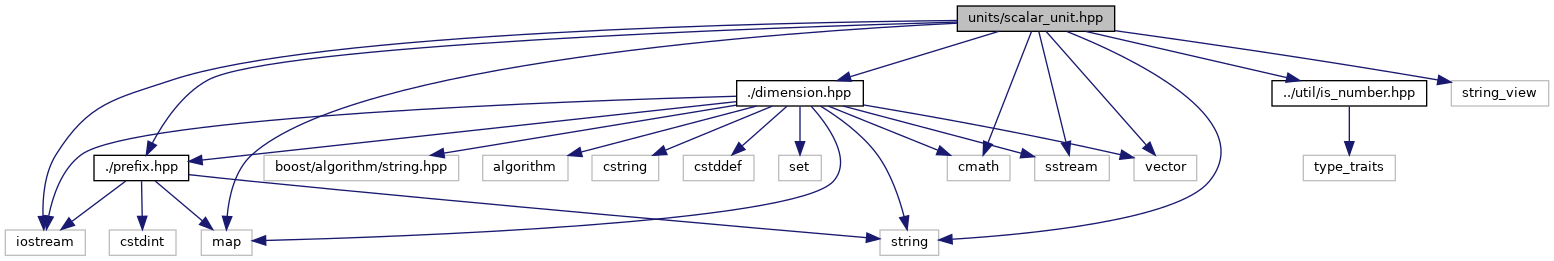 units/scalar_unit.hpp
./dimension.hpp
../util/is_number.hpp
string_view
./prefix.hpp
boost/algorithm/string.hpp
algorithm
cstring
cstddef
set
cmath
sstream
vector
type_traits
iostream
cstdint
map
string